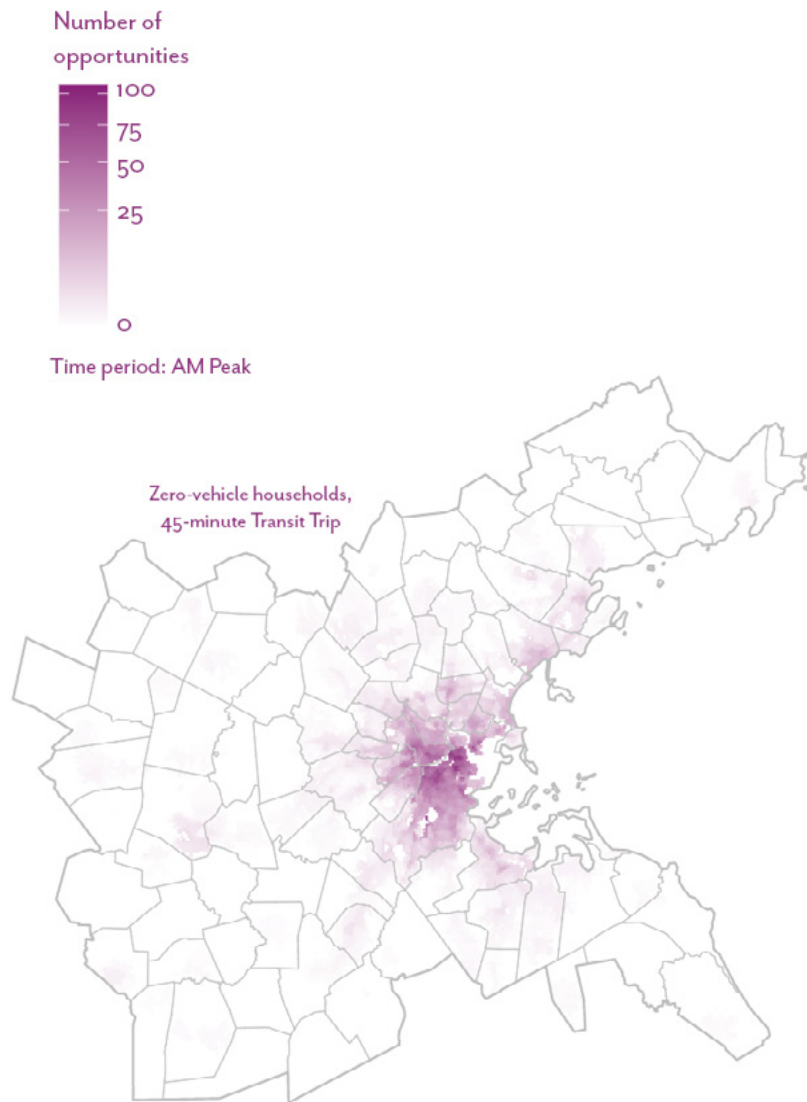 Number of
opportunities
100
75
50
25
0
Time period: AM Peak
Zero-vehicle households,
45-minute Transit Trip